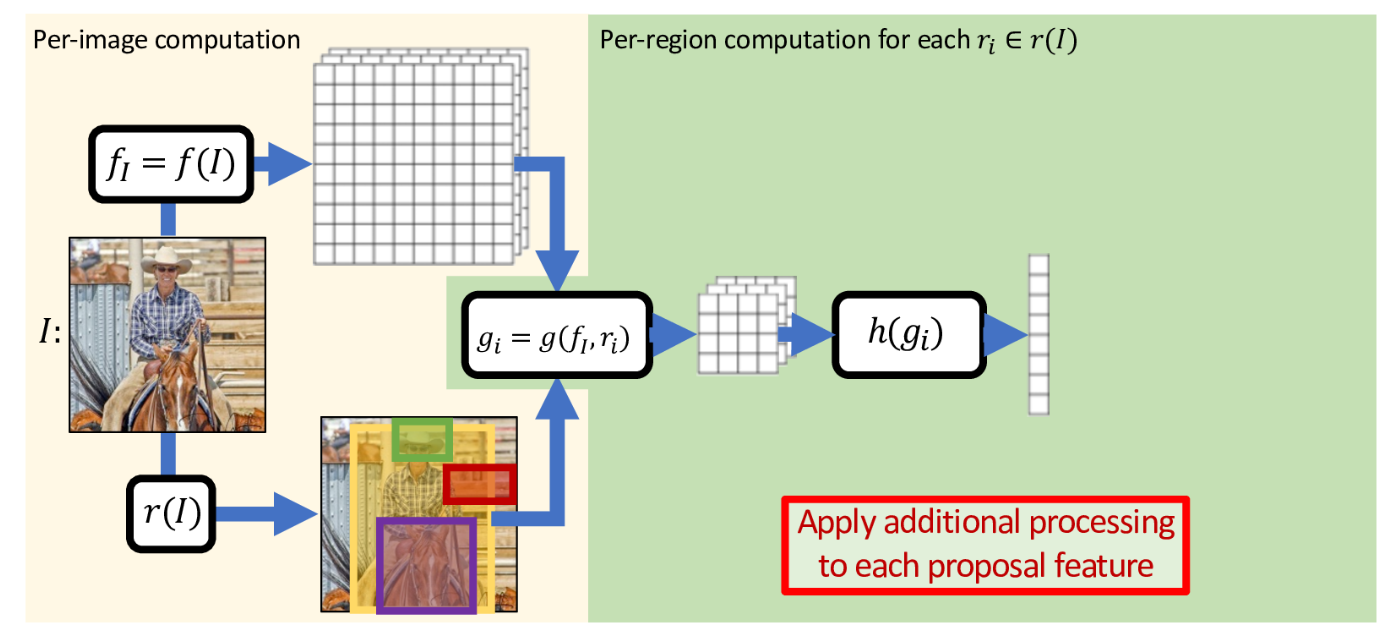 Per-image computation
Per-region computation for each $r_i \in r(I)$
$f_I = f(I)$
$I$:
$g_i = g(f_I, r_i)$
$h(g_i)$
$r(I)$
Apply additional processing
to each proposal feature